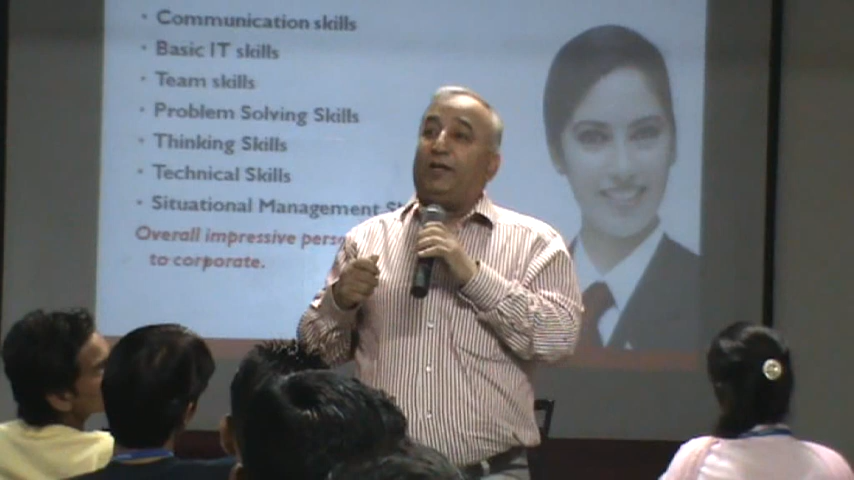 • Communication skills
• Basic IT skills
• Team skills
• Problem Solving Skills
• Thinking Skills
• Technical Skills
• Situational Management
Overall impressive
to corporate.